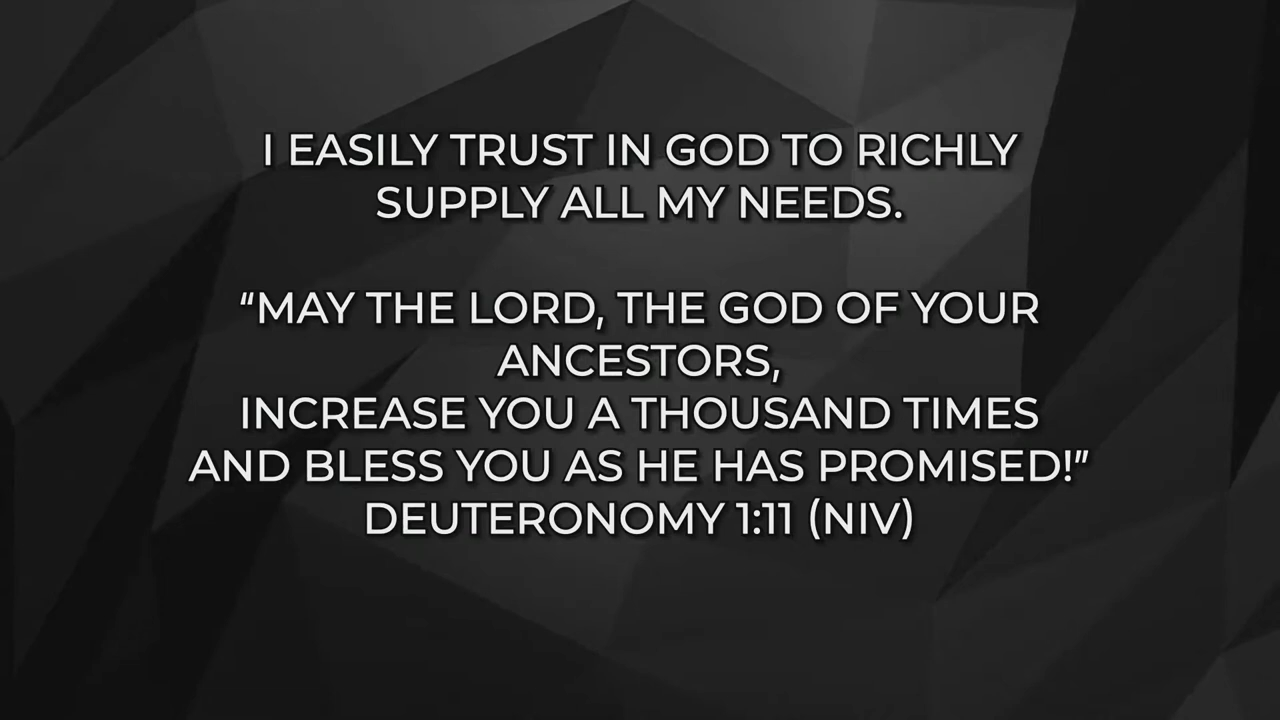 I EASILY TRUST IN GOD TO RICHLY
SUPPLY ALL MY NEEDS.
“MAY THE LORD, THE GOD OF YOUR
ANCESTORS,
INCREASE YOU A THOUSAND TIMES
AND BLESS YOU AS HE HAS PROMISED!”
DEUTERONOMY 1:11 (NIV)